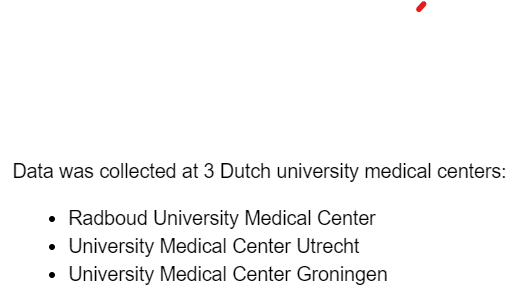 Data was collected at 3 Dutch university medical centers:
• Radboud University Medical Center
• University Medical Center Utrecht
• University Medical Center Groningen